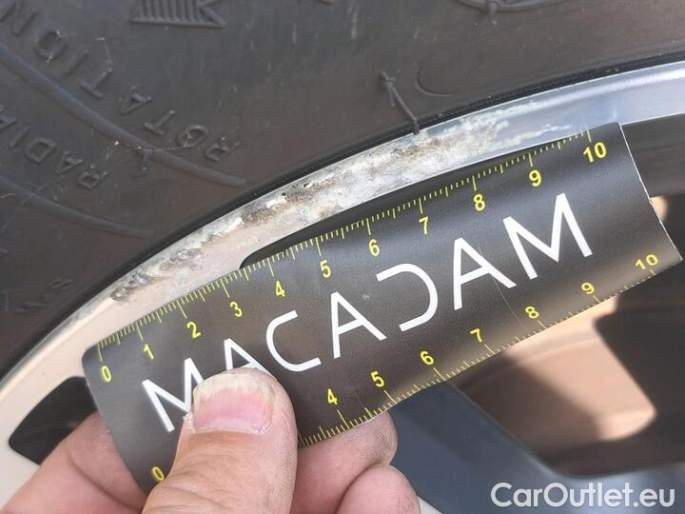 RADIAL
ROTATION
0 1 2 3 4 5 6 7 8 9 10
MACADAM
0 4 5 6 7 8 9 10
CarOutlet.eu